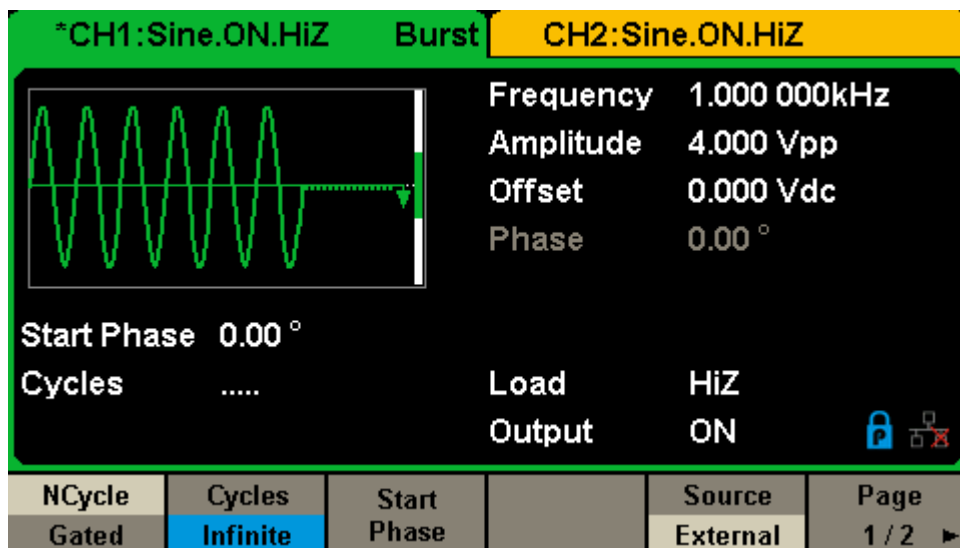 *CH1:Sine.ON.HiZ Burst CH2:Sine.ON.HiZ
Frequency 1.000 000kHz
Amplitude 4.000 Vpp
Offset 0.000 Vdc
Phase 0.00 °
Start Phase 0.00 °
Cycles .....
Load HiZ
Output ON
P
NCycle Gated
Cycles Infinite
Start Phase
Source External
Page 1 / 2